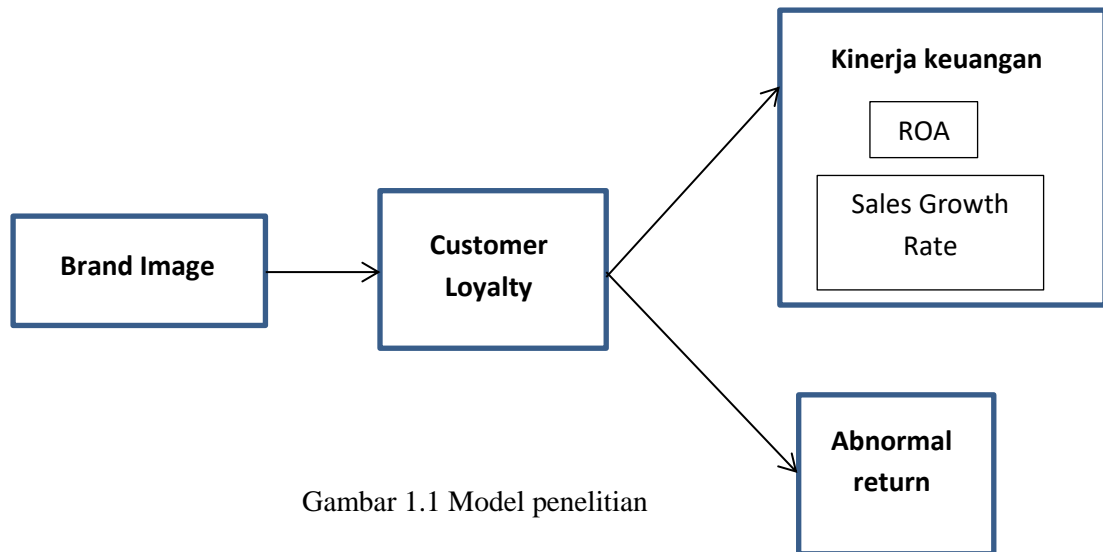 Brand Image
Customer
Loyalty
Kinerja keuangan
ROA
Sales Growth
Rate
Abnormal
return
Gambar 1.1 Model penelitian